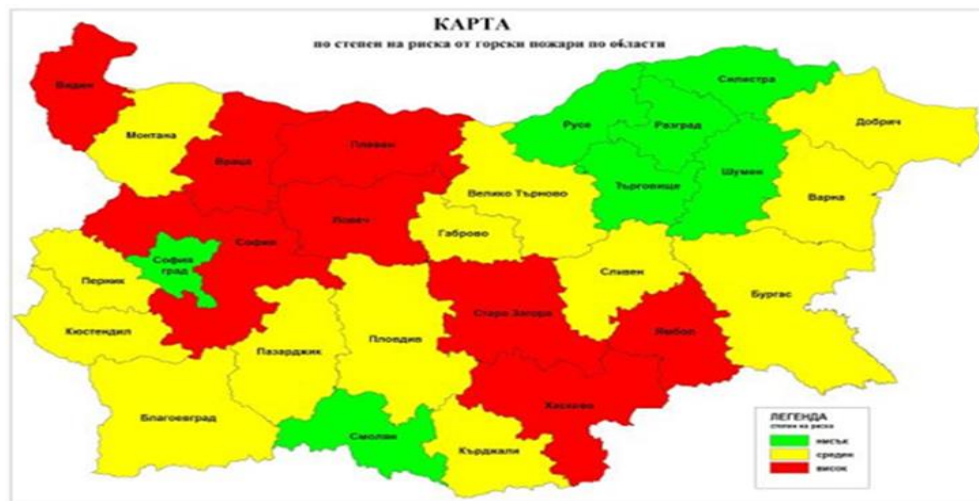 КАРТА
по степен на риска от горски пожари по области
Видин
Силистра
Монтана
Русе
Разград
Добрич
Враца
Плевен
Търговище
Шумен
Велико Търново
Варна
Ловеч
Габрово
София
София
град
Перник
Сливен
Бургас
Кюстендил
Стара Загора
Ямбол
Пазарджик
Пловдив
Благоевград
Хасково
Смолян
Кърджали
ЛЕГЕНДА
степен на риска
нисък
среден
висок